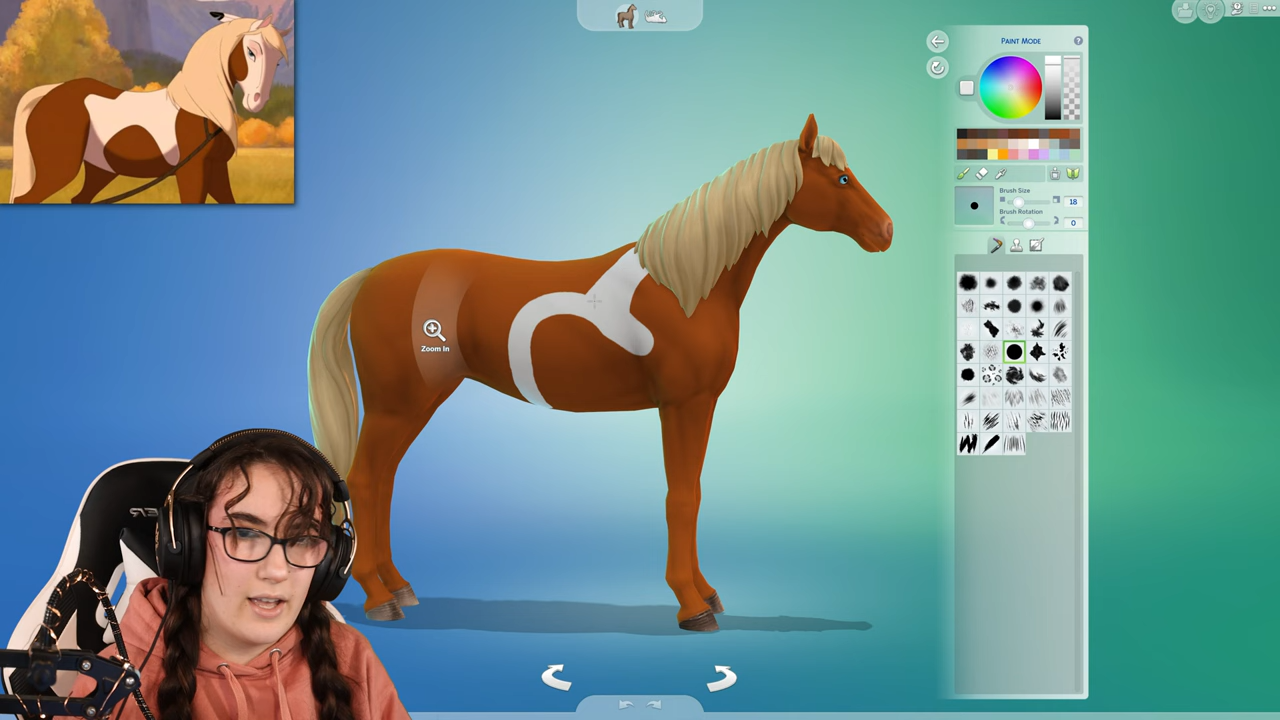 PAINT MODE
?
Brush Size
18
Brush Rotation
0
Zoom In